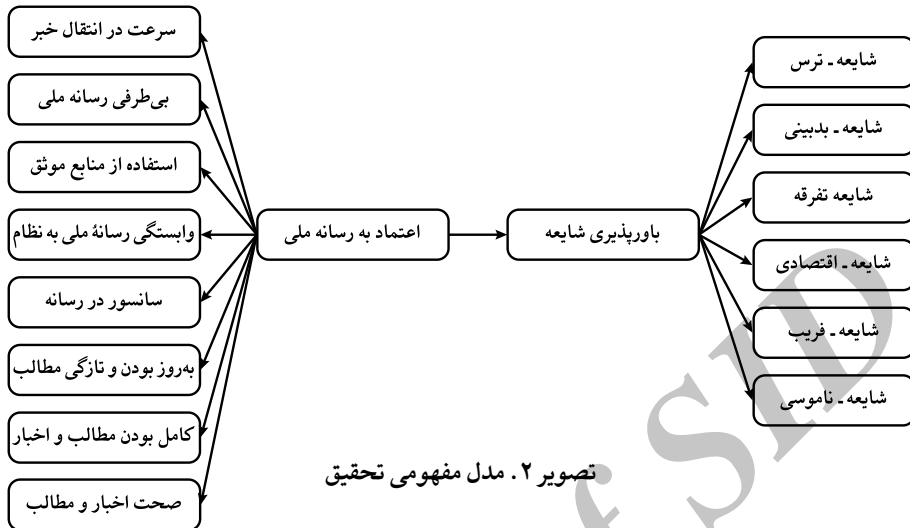 شایعه ـ ترس
شایعه ـ بدبینی
شایعه تفرقه
شایعه ـ اقتصادی
شایعه ـ فریب
شایعه ـ ناموسی
باورپذیری شایعه
اعتماد به رسانه ملی
سرعت در انتقال خبر
بی‌طرفی رسانه ملی
استفاده از منابع موثق
وابستگی رسانهٔ ملی به نظام
سانسور در رسانه
به‌روز بودن و تازگی مطالب
کامل بودن مطالب و اخبار
صحت اخبار و مطالب
تصویر ۲. مدل مفهومی تحقیق
of SID